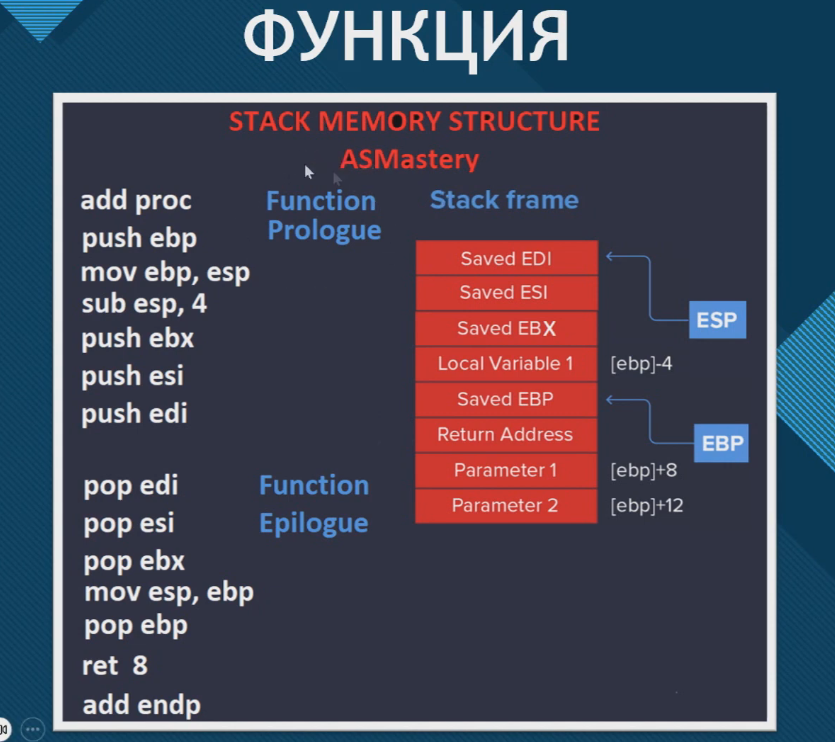 ФУНКЦИЯ
STACK MEMORY STRUCTURE
ASMastery
add proc
push ebp
mov ebp, esp
sub esp, 4
push ebx
push esi
push edi
pop edi
pop esi
pop ebx
mov esp, ebp
pop ebp
ret 8
add endp
Function
Prologue
Function
Epilogue
Stack frame
Saved EDI
Saved ESI
Saved EBX
Local Variable 1 [ebp]-4
Saved EBP
Return Address
Parameter 1 [ebp]+8
Parameter 2 [ebp]+12
ESP
EBP